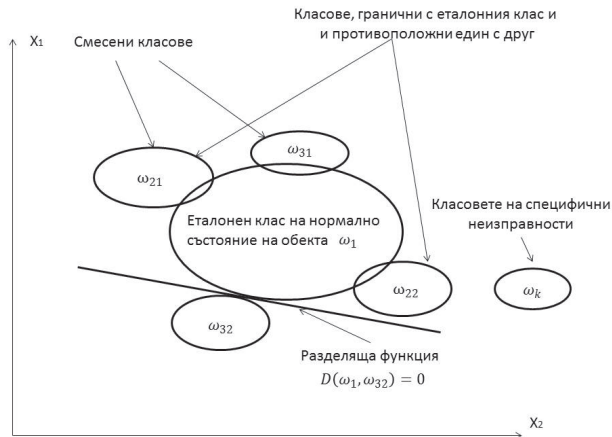 Класове, гранични с еталонния клас и
и противоположни един с друг
X₁
Смесени класове
ω₃₁
ω₂₁
Класовете на специфични
неизправности
Еталонен клас на нормално
състояние на обекта ω₁
ω₂₂
ωₖ
ω₃₂
Разделяща функция
D(ω₁, ω₃₂) = 0
X₂